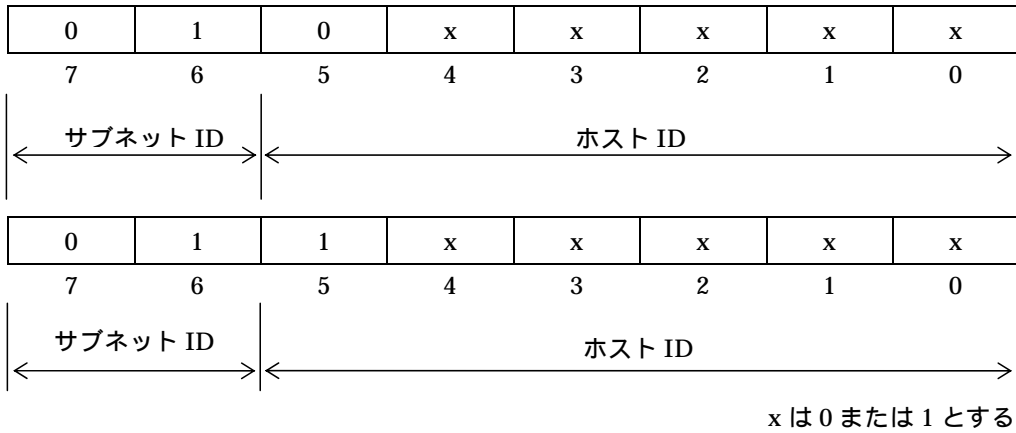 0 1 0 x x x x x
7 6 5 4 3 2 1 0
サブネット ID ホスト ID
0 1 1 x x x x x
7 6 5 4 3 2 1 0
サブネット ID ホスト ID
x は 0 または 1 とする